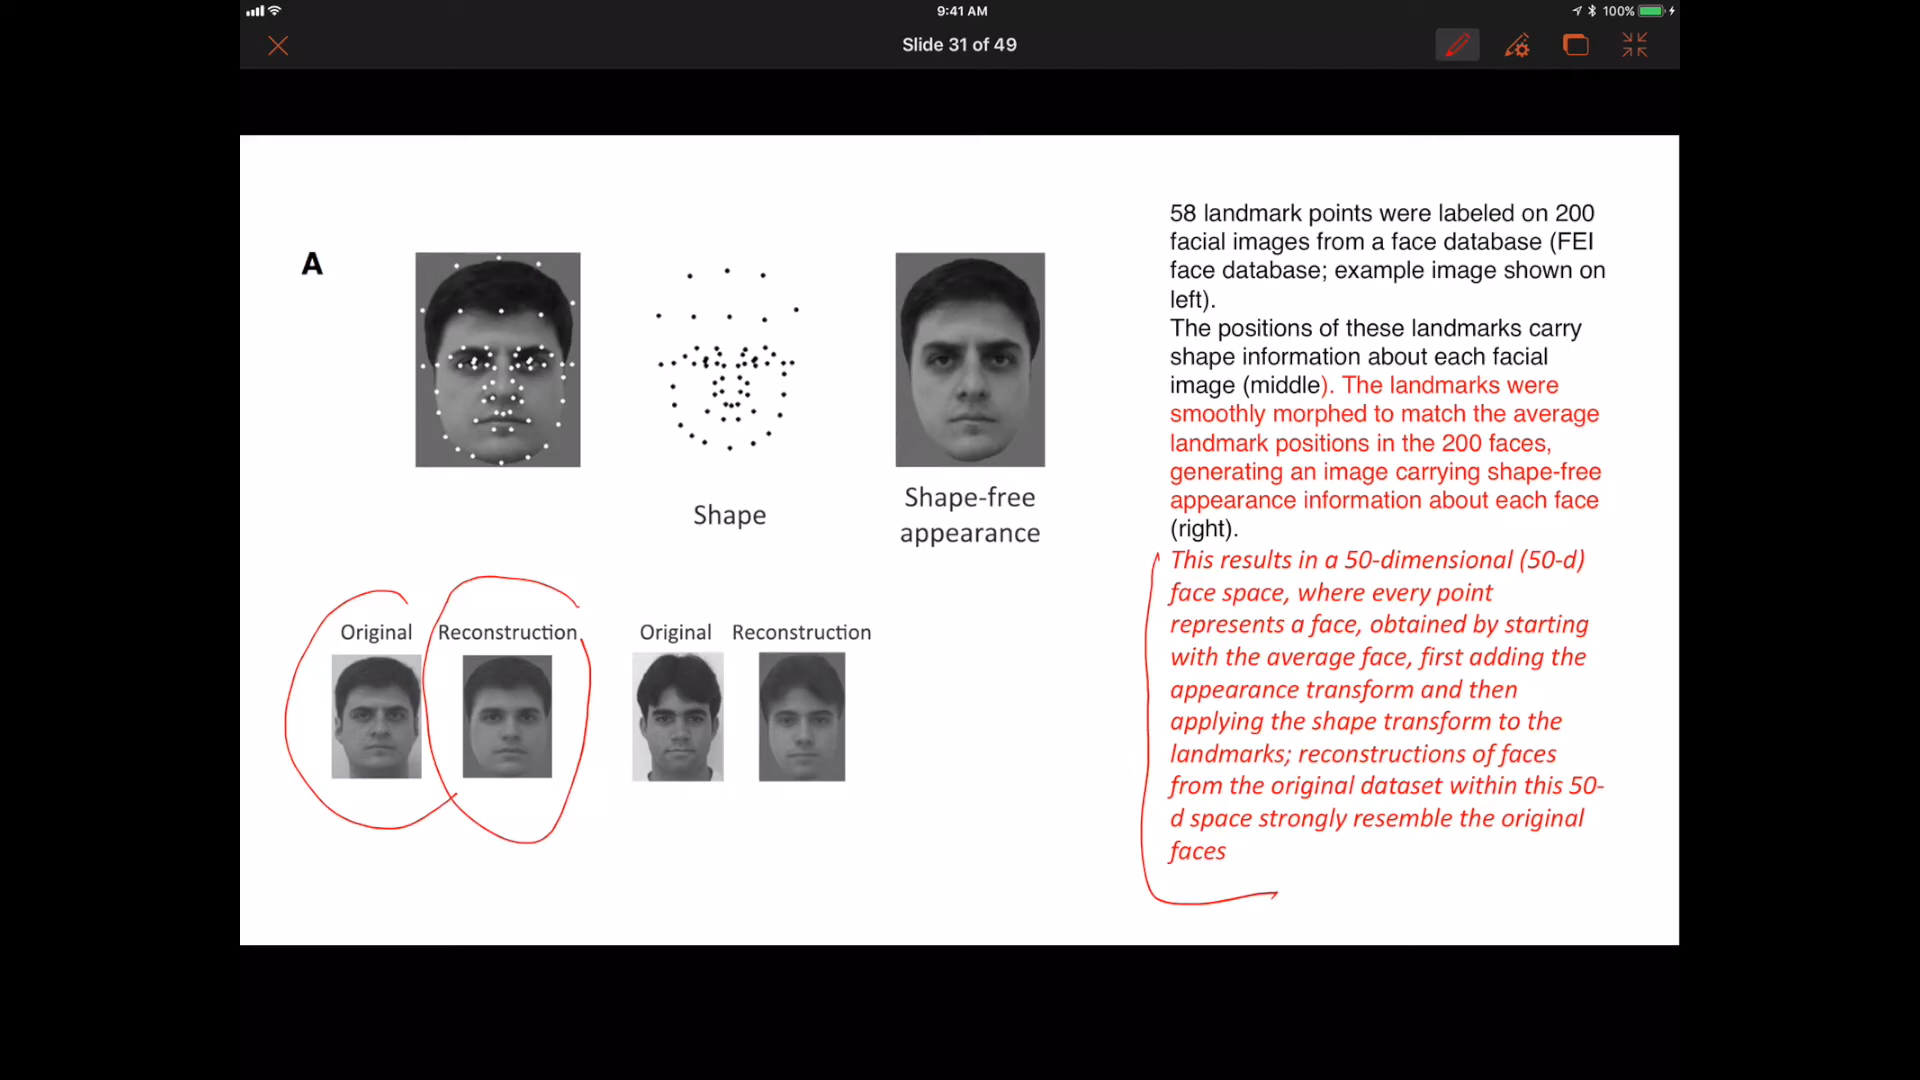 9:41 AM
100%
Slide 31 of 49
A
Shape
Shape-free
appearance
Original
Reconstruction
Original
Reconstruction
58 landmark points were labeled on 200
facial images from a face database (FEI
face database; example image shown on
left).
The positions of these landmarks carry
shape information about each facial
image (middle). The landmarks were
smoothly morphed to match the average
landmark positions in the 200 faces,
generating an image carrying shape-free
appearance information about each face
(right).
This results in a 50-dimensional (50-d)
face space, where every point
represents a face, obtained by starting
with the average face, first adding the
appearance transform and then
applying the shape transform to the
landmarks; reconstructions of faces
from the original dataset within this 50-
d space strongly resemble the original
faces